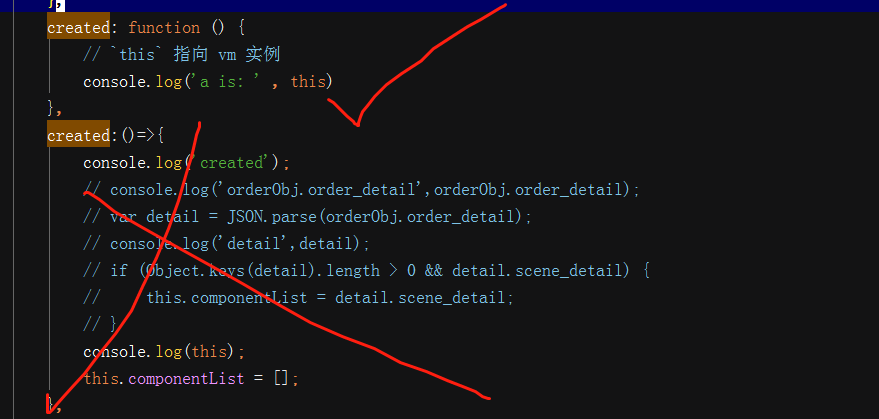 },
created: function () {
// `this` 指向 vm 实例
console.log('a is: ' , this)
},
created:()=>{
console.log('created');
// console.log('orderObj.order_detail',orderObj.order_detail);
// var detail = JSON.parse(orderObj.order_detail);
// console.log('detail',detail);
// if (Object.keys(detail).length > 0 && detail.scene_detail) {
// this.componentList = detail.scene_detail;
// }
console.log(this);
this.componentList = [];
},